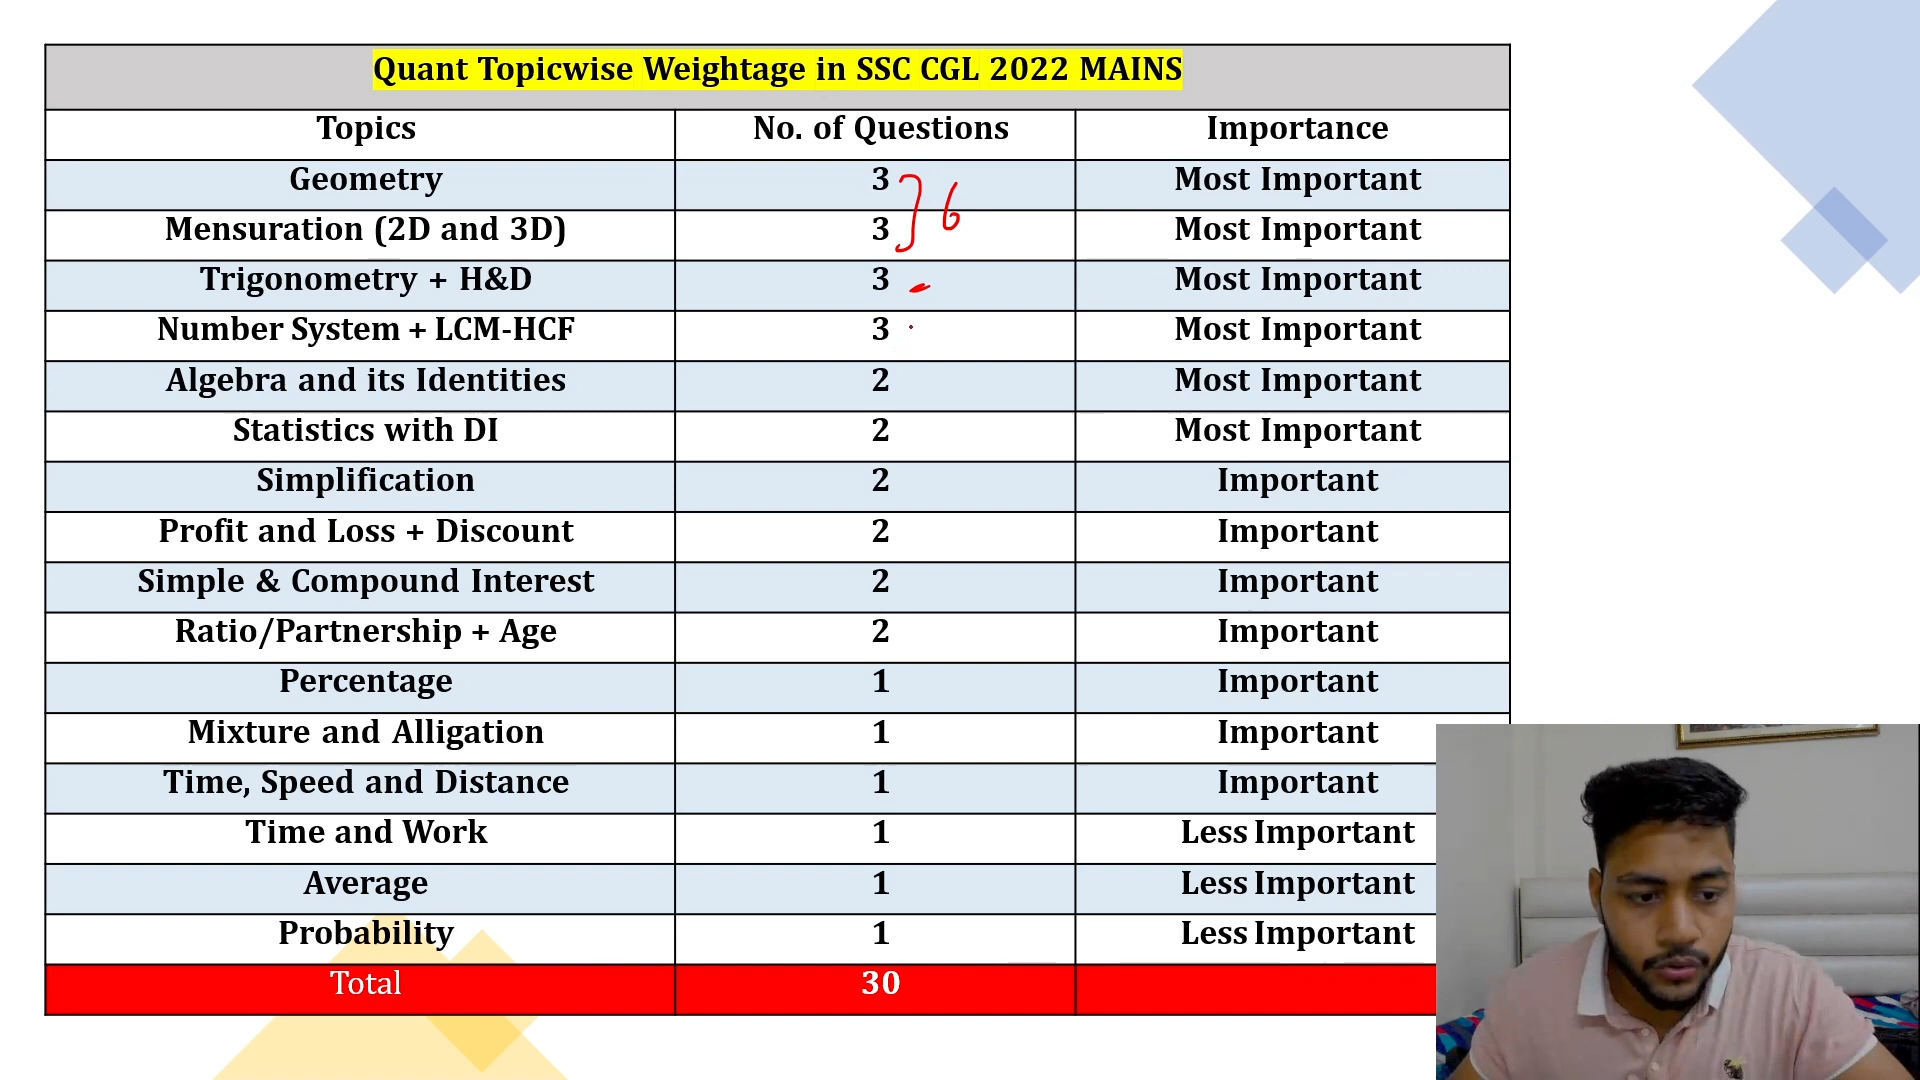 Quant Topicwise Weightage in SSC CGL 2022 MAINS
Topics No. of Questions Importance
Geometry 3 Most Important
6
Mensuration (2D and 3D) 3 Most Important
Trigonometry + H&D 3 Most Important
Number System + LCM-HCF 3 Most Important
Algebra and its Identities 2 Most Important
Statistics with DI 2 Most Important
Simplification 2 Important
Profit and Loss + Discount 2 Important
Simple & Compound Interest 2 Important
Ratio/Partnership + Age 2 Important
Percentage 1 Important
Mixture and Alligation 1 Important
Time, Speed and Distance 1 Important
Time and Work 1 Less Important
Average 1 Less Important
Probability 1 Less Important
Total 30